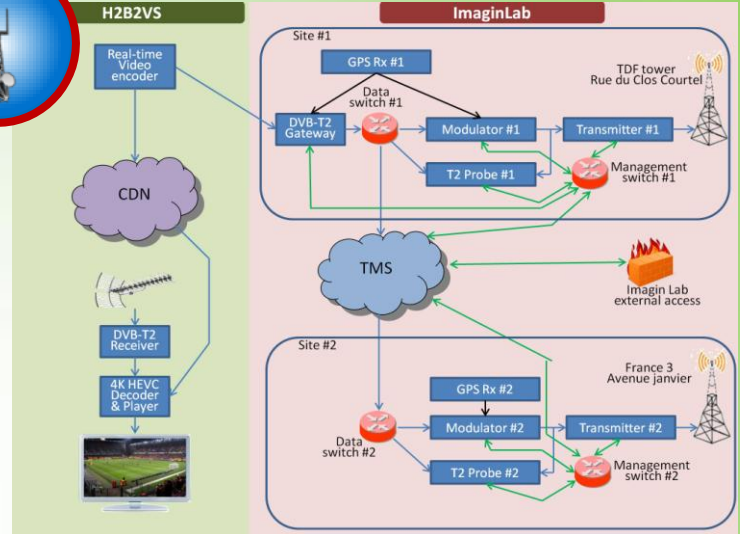 H2B2VS
ImaginLab
Real-time
Video
encoder
CDN
DVB-T2
Receiver
4K HEVC
Decoder
& Player
Site #1
GPS Rx #1
Data
switch #1
DVB-T2
Gateway
Modulator #1
Transmitter #1
TDF tower
Rue du Clos Courtel
T2 Probe #1
Management
switch #1
TMS
Imagin Lab
external access
Site #2
GPS Rx #2
France 3
Avenue janvier
Data
switch #2
Modulator #2
Transmitter #2
T2 Probe #2
Management
switch #2